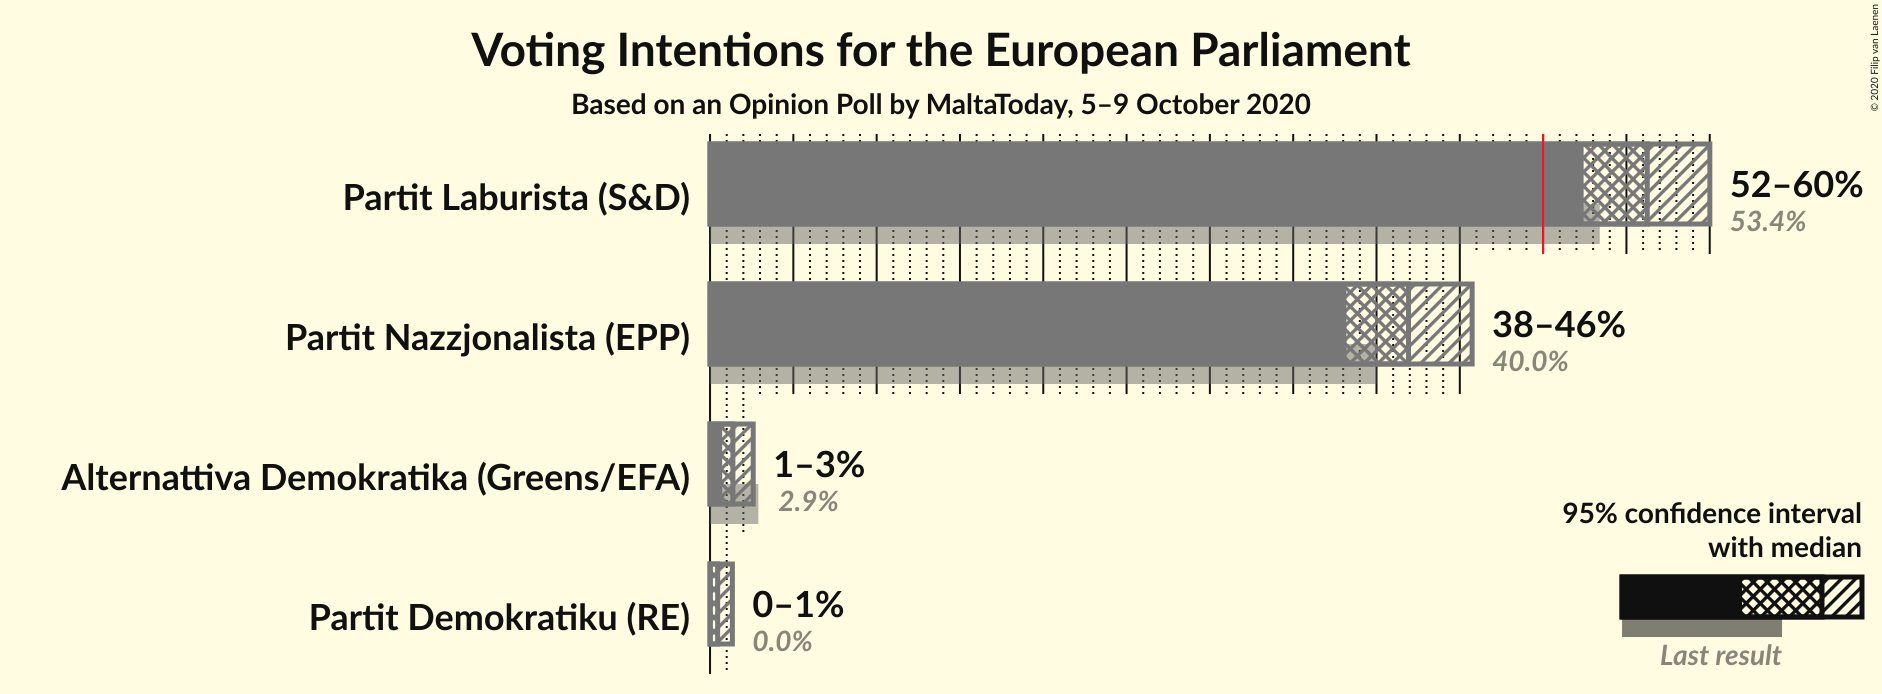 Voting Intentions for the European Parliament
Based on an Opinion Poll by MaltaToday, 5–9 October 2020
© 2020 Filip van Laenen
Partit Laburista (S&D)
52–60%
53.4%
Partit Nazzjonalista (EPP)
38–46%
40.0%
Alternattiva Demokratika (Greens/EFA)
1–3%
2.9%
Partit Demokratiku (RE)
0–1%
0.0%
95% confidence interval
with median
Last result